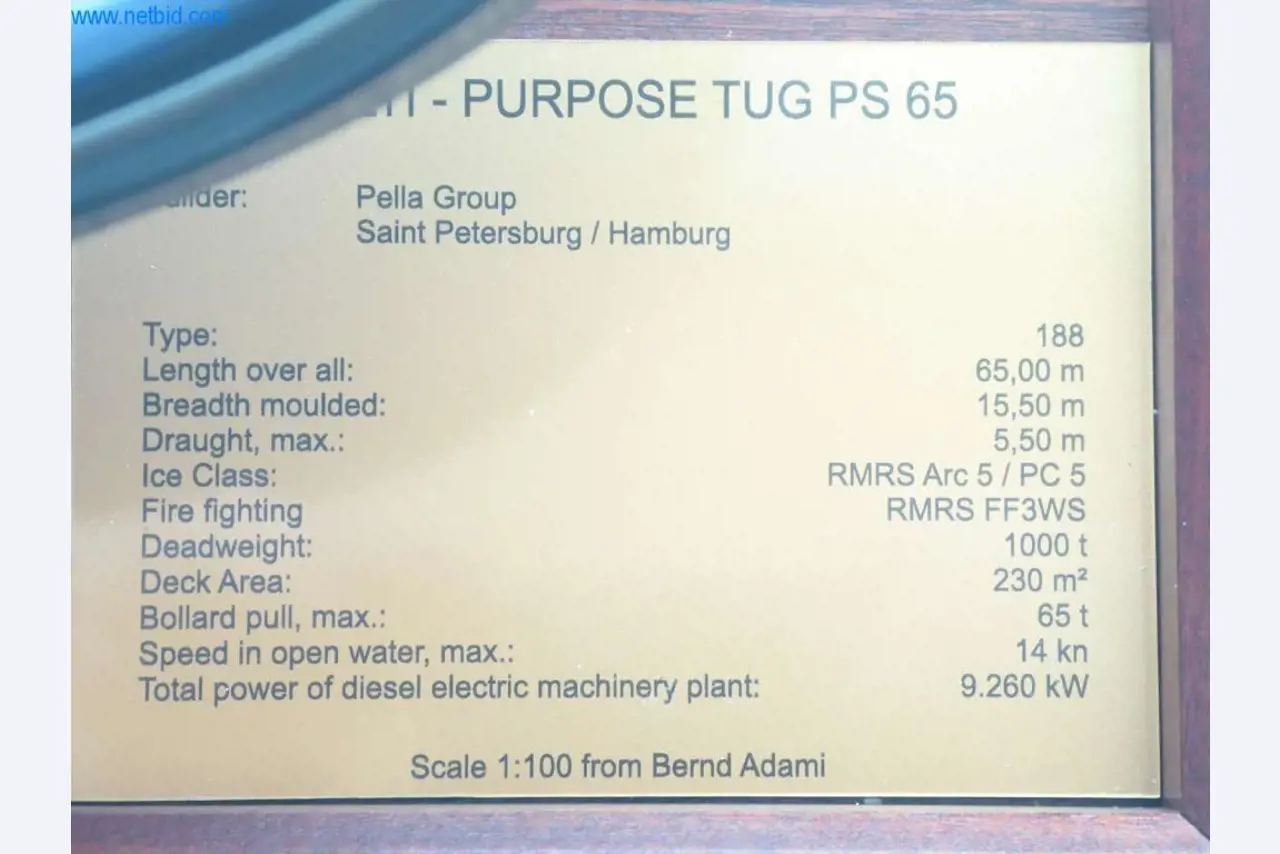 www.netbid.com
- PURPOSE TUG PS 65
Pella Group
Saint Petersburg / Hamburg
Type: 188
Length over all: 65,00 m
Breadth moulded: 15,50 m
Draught, max.: 5,50 m
Ice Class: RMRS Arc 5 / PC 5
Fire fighting RMRS FF3WS
Deadweight: 1000 t
Deck Area: 230 m²
Bollard pull, max.: 65 t
Speed in open water, max.: 14 kn
Total power of diesel electric machinery plant: 9.260 kW
Scale 1:100 from Bernd Adami